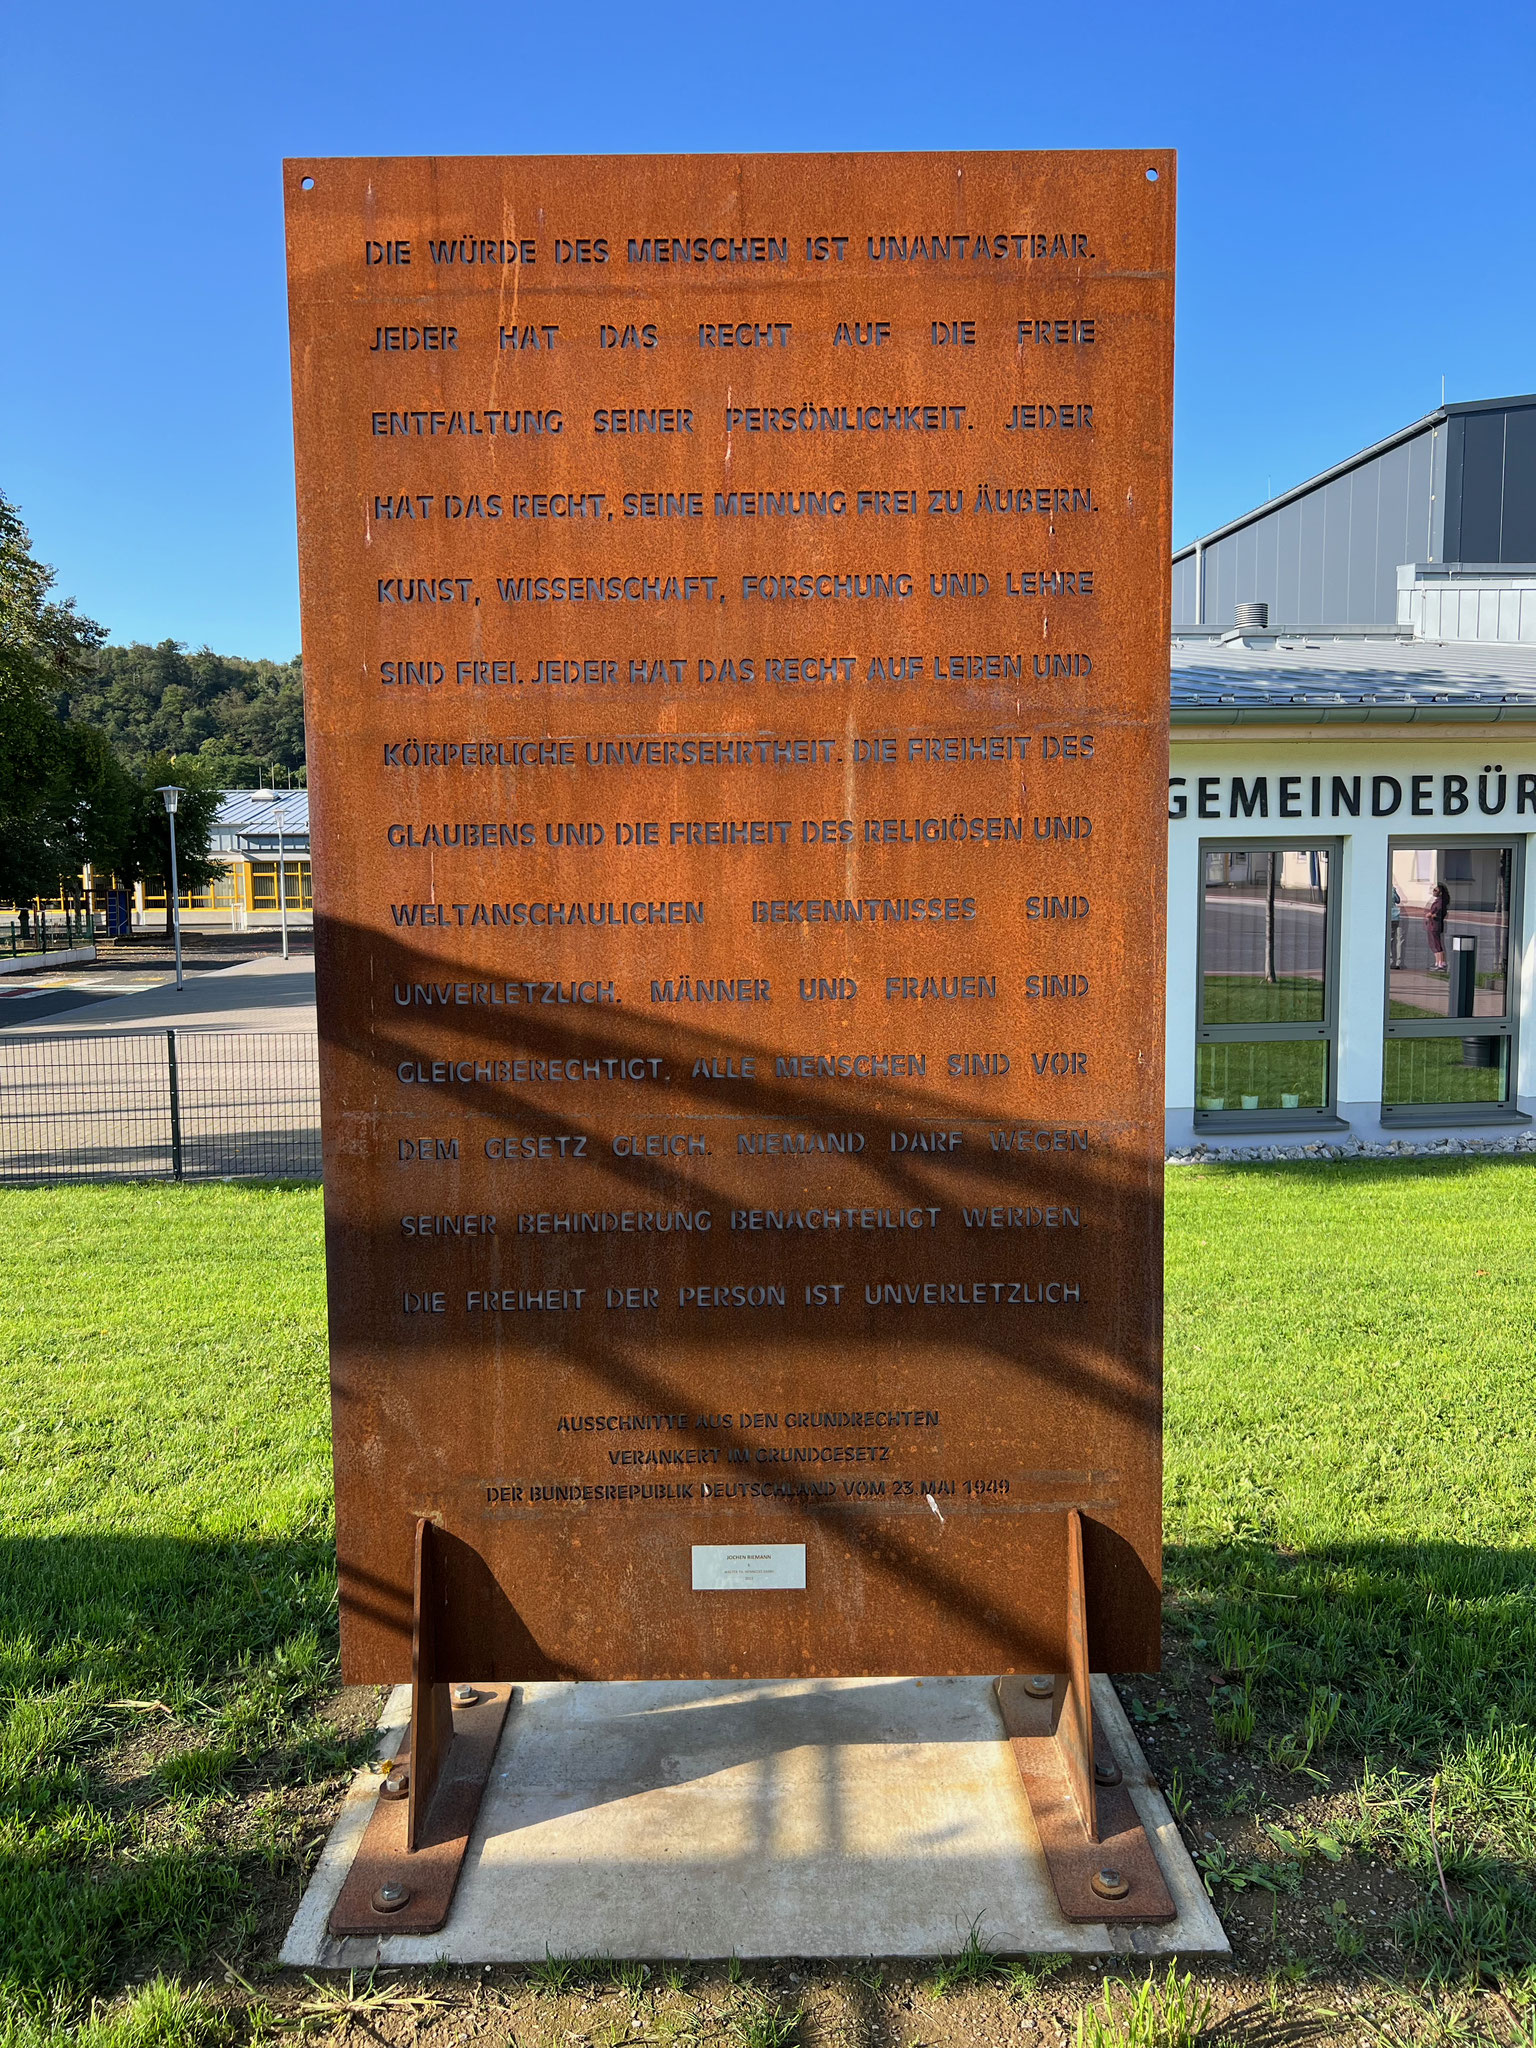 DIE WÜRDE DES MENSCHEN IST UNANTASTBAR.
JEDER HAT DAS RECHT AUF DIE FREIE
ENTFALTUNG SEINER PERSÖNLICHKEIT. JEDER
HAT DAS RECHT, SEINE MEINUNG FREI ZU ÄUßERN.
KUNST, WISSENSCHAFT, FORSCHUNG UND LEHRE
SIND FREI. JEDER HAT DAS RECHT AUF LEBEN UND
KÖRPERLICHE UNVERSEHRTHEIT. DIE FREIHEIT DES
GLAUBENS UND DIE FREIHEIT DES RELIGIÖSEN UND
WELTANSCHAULICHEN BEKENNTNISSES SIND
UNVERLETZLICH. MÄNNER UND FRAUEN SIND
GLEICHBERECHTIGT. ALLE MENSCHEN SIND VOR
DEM GESETZ GLEICH. NIEMAND DARF WEGEN
SEINER BEHINDERUNG BENACHTEILIGT WERDEN.
DIE FREIHEIT DER PERSON IST UNVERLETZLICH.
AUSSCHNITTE AUS DEN GRUNDRECHTEN
VERANKERT IM GRUNDGESETZ
DER BUNDESREPUBLIK DEUTSCHLAND VOM 23. MAI 1949
JOCHEN RIEMANN
GEMEINDEBÜR